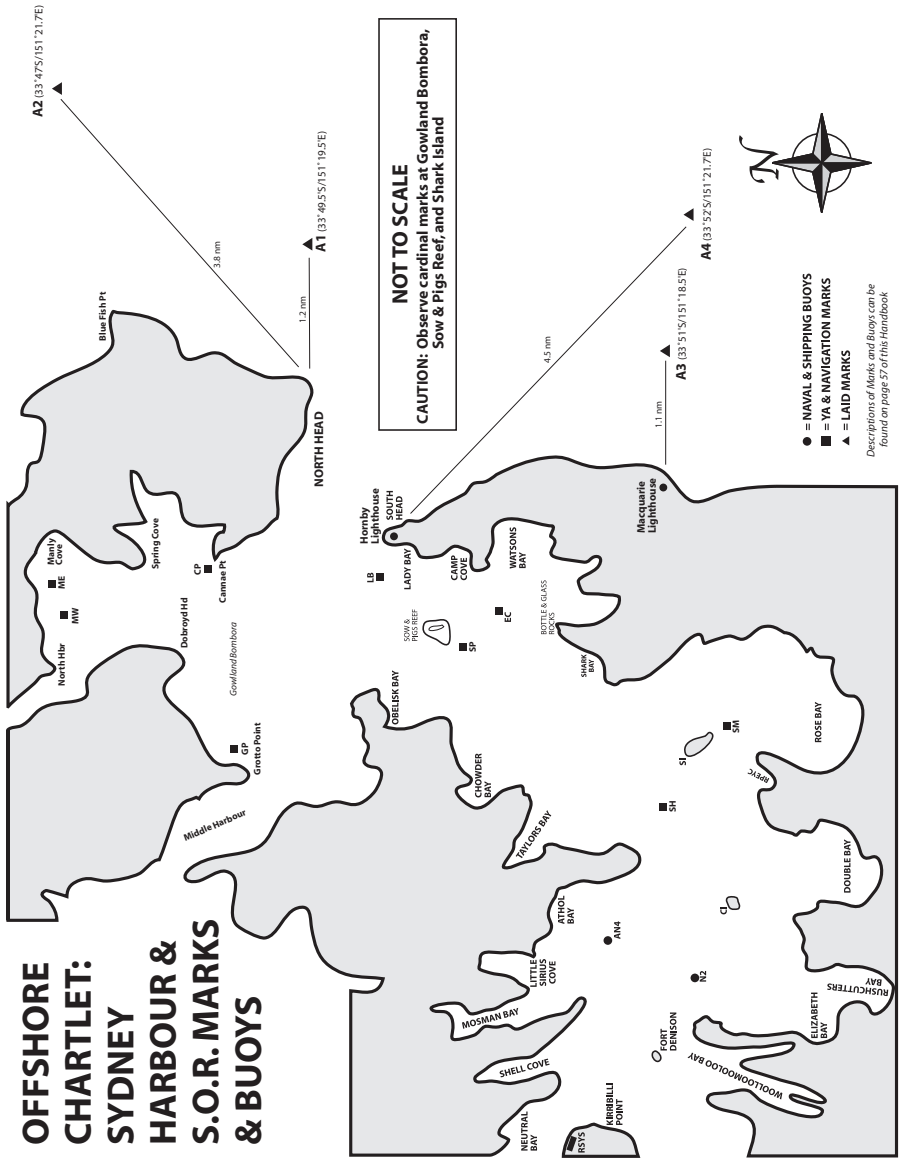 OFFSHORE
CHARTLET:
SYDNEY
HARBOUR &
S.O.R. MARKS
& BUOYS
A2 (33˚47'S/151˚21.7'E)
3.8 nm
A1 (33˚49.5'S/151˚19.5'E)
1.2 nm
Blue Fish Pt
NORTH HEAD
Manly
Cove
ME
MW
North Hbr
Spring Cove
CP
Cannae Pt
Dobroyd Hd
Gowlland Bombora
GP
Grotto Point
Middle Harbour
NOT TO SCALE
CAUTION: Observe cardinal marks at Gowland Bombora,
Sow & Pigs Reef, and Shark Island
Hornby
Lighthouse
SOUTH
HEAD
LB
LADY BAY
SOW &
PIGS REEF
SP
CAMP
COVE
WATSONS
BAY
EC
BOTTLE & GLASS
ROCKS
SHARK
BAY
4.5 nm
A4 (33˚52'S/151˚21.7'E)
1.1 nm
A3 (33˚51'S/151˚18.5'E)
Macquarie
Lighthouse
OBELISK BAY
CHOWDER
BAY
TAYLORS BAY
ATHOL
BAY
AN4
LITTLE
SIRIUS
COVE
MOSMAN BAY
SHELL COVE
NEUTRAL
BAY
RSYS
KIRRIBILLI
POINT
FORT
DENISON
N2
CI
SH
SI
SM
RPEYC
ROSE BAY
DOUBLE BAY
RUSHCUTTERS
BAY
ELIZABETH
BAY
WOOLLOOMOOLOO BAY
N
= NAVAL & SHIPPING BUOYS
= YA & NAVIGATION MARKS
= LAID MARKS
Descriptions of Marks and Buoys can be
found on page 57 of this Handbook